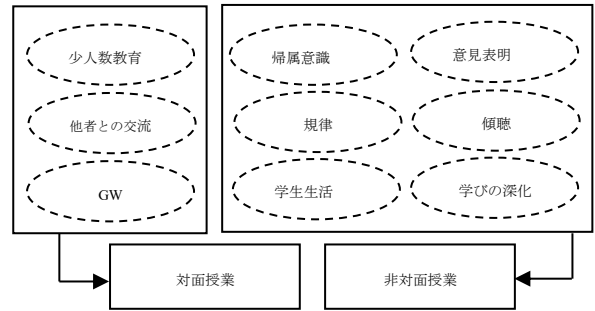 少人数教育
他者との交流
GW
帰属意識
意見表明
規律
傾聴
学生生活
学びの深化
対面授業
非対面授業